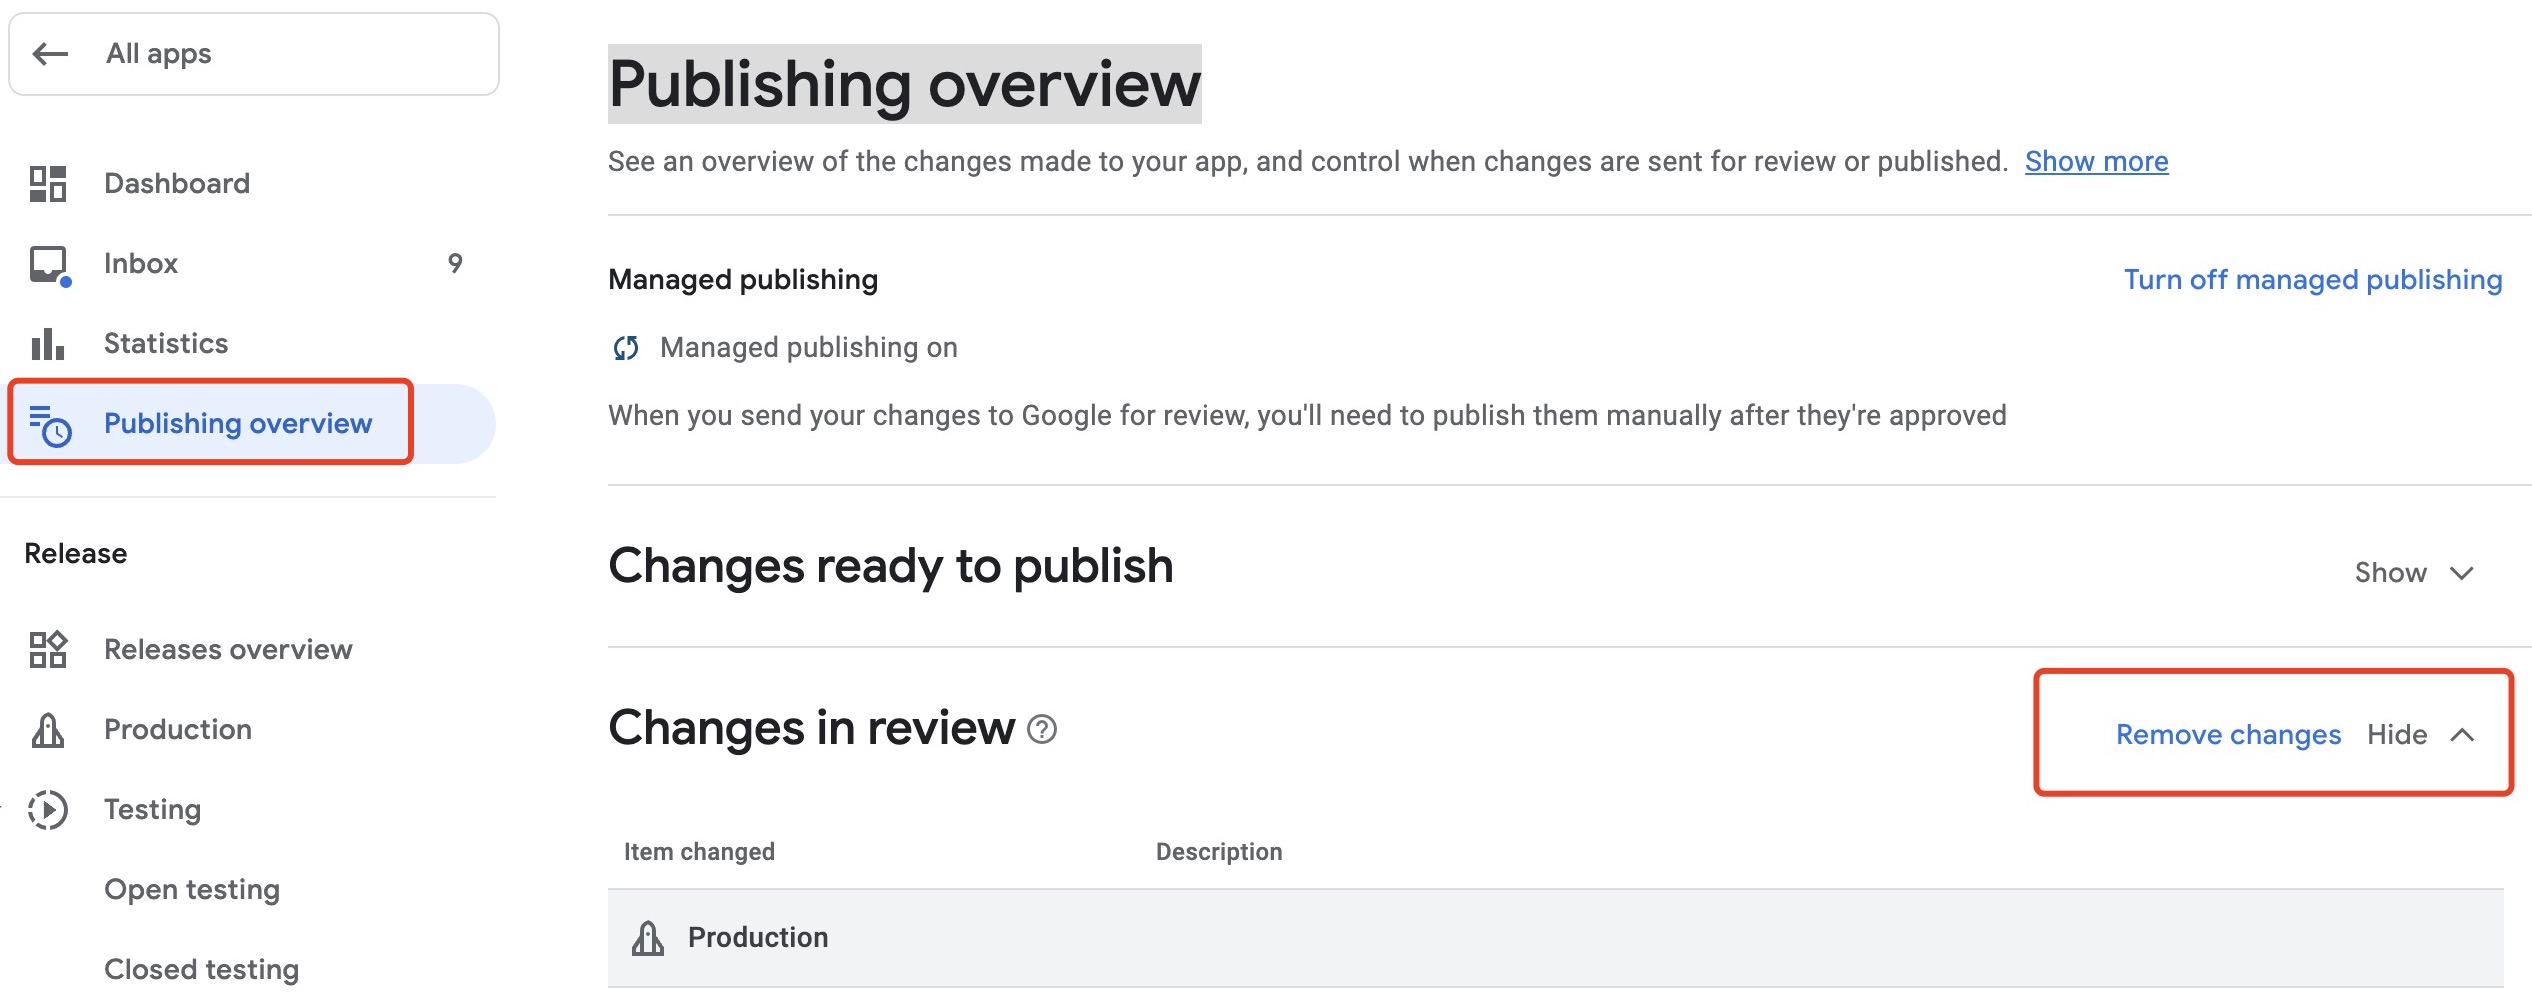 All apps
Dashboard
Inbox 9
Statistics
Publishing overview
Release
Releases overview
Production
Testing
Open testing
Closed testing
Publishing overview
See an overview of the changes made to your app, and control when changes are sent for review or published. Show more
Managed publishing Turn off managed publishing
Managed publishing on
When you send your changes to Google for review, you'll need to publish them manually after they're approved
Changes ready to publish Show
Changes in review Remove changes Hide
Item changed Description
Production